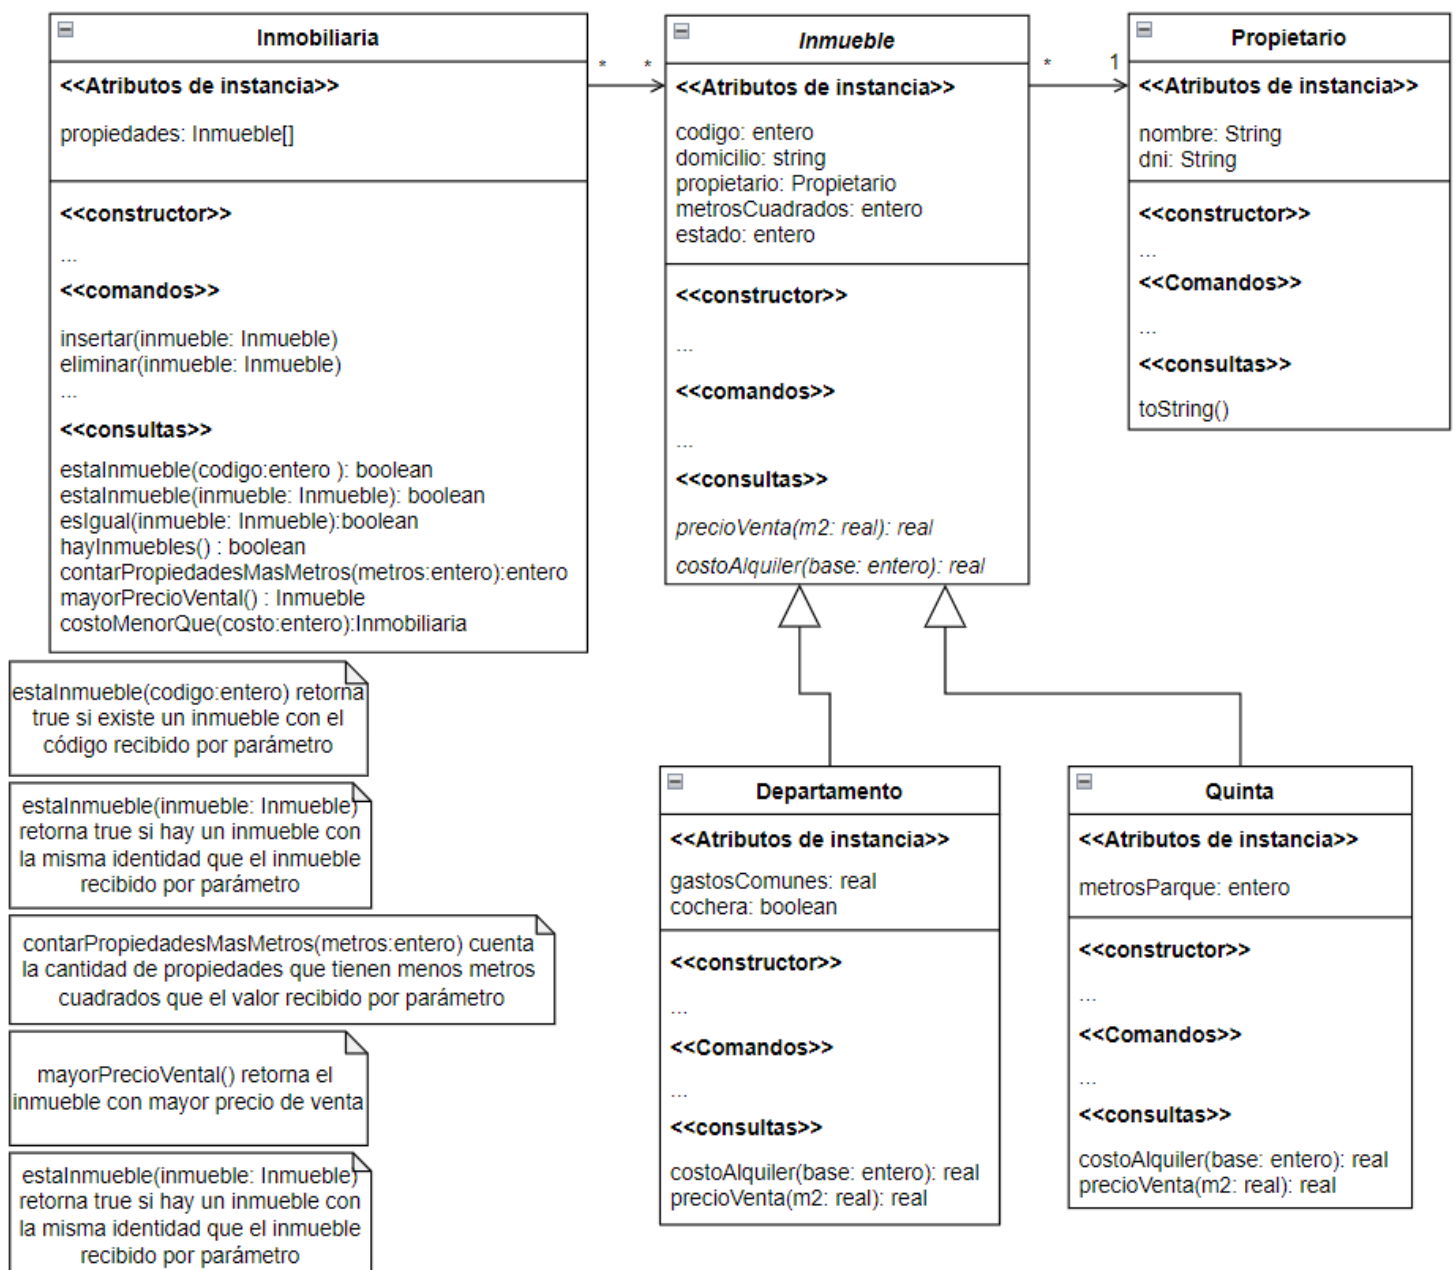 Inmobiliaria
<<Atributos de instancia>>
propiedades: Inmueble[]
<<constructor>>
...
<<comandos>>
insertar(inmueble: Inmueble)
eliminar(inmueble: Inmueble)
...
<<consultas>>
estaInmueble(codigo:entero ): boolean
estaInmueble(inmueble: Inmueble): boolean
esIgual(inmueble: Inmueble):boolean
hayInmuebles() : boolean
contarPropiedadesMasMetros(metros:entero):entero
mayorPrecioVental() : Inmueble
costoMenorQue(costo:entero):Inmobiliaria
* *
Inmueble
<<Atributos de instancia>>
codigo: entero
domicilio: string
propietario: Propietario
metrosCuadrados: entero
estado: entero
<<constructor>>
...
<<comandos>>
...
<<consultas>>
precioVenta(m2: real): real
costoAlquiler(base: entero): real
* 1
Propietario
<<Atributos de instancia>>
nombre: String
dni: String
<<constructor>>
...
<<Comandos>>
...
<<consultas>>
toString()
estaInmueble(codigo:entero) retorna
true si existe un inmueble con el
código recibido por parámetro
estaInmueble(inmueble: Inmueble)
retorna true si hay un inmueble con
la misma identidad que el inmueble
recibido por parámetro
contarPropiedadesMasMetros(metros:entero) cuenta
la cantidad de propiedades que tienen menos metros
cuadrados que el valor recibido por parámetro
mayorPrecioVental() retorna el
inmueble con mayor precio de venta
estaInmueble(inmueble: Inmueble)
retorna true si hay un inmueble con
la misma identidad que el inmueble
recibido por parámetro
Departamento
<<Atributos de instancia>>
gastosComunes: real
cochera: boolean
<<constructor>>
...
<<Comandos>>
...
<<consultas>>
costoAlquiler(base: entero): real
precioVenta(m2: real): real
Quinta
<<Atributos de instancia>>
metrosParque: entero
<<constructor>>
...
<<Comandos>>
...
<<consultas>>
costoAlquiler(base: entero): real
precioVenta(m2: real): real